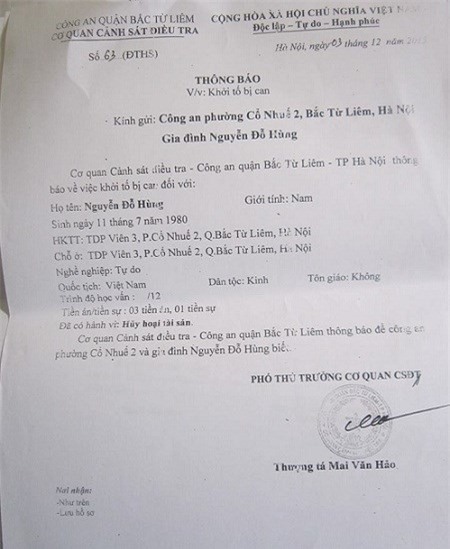 CÔNG AN QUẬN BẮC TỪ LIÊM
CƠ QUAN CẢNH SÁT ĐIỀU TRA
Số 63 (ĐTHS)
CỘNG HÒA XÃ HỘI CHỦ NGHĨA VIỆT NAM
Độc lập - Tự do - Hạnh phúc
Hà Nội, ngày 03 tháng 12 năm
THÔNG BÁO
V/v: Khởi tố bị can
Kính gửi: Công an phường Cổ Nhuế 2, Bắc Từ Liêm, Hà Nội
Gia đình Nguyễn Đỗ Hùng
Cơ quan Cảnh sát điều tra - Công an quận Bắc Từ Liêm - TP Hà Nội thông
báo về việc khởi tố bị can đối với:
Họ tên: Nguyễn Đỗ Hùng Giới tính: Nam
Sinh ngày 11 tháng 7 năm 1980
HKTT: TDP Viên 3, P.Cổ Nhuế 2, Q.Bắc Từ Liêm, Hà Nội
Chỗ ở: TDP Viên 3, P.Cổ Nhuế 2, Q.Bắc Từ Liêm, Hà Nội
Nghề nghiệp: Tự do
Quốc tịch: Việt Nam Dân tộc: Kinh Tôn giáo: Không
Trình độ học vấn: /12
Tiền án/tiền sự: 03 tiền án, 01 tiền sự
Đã có hành vi: Hủy hoại tài sản.
Cơ quan Cảnh sát điều tra - Công an quận Bắc Từ Liêm thông báo để công an
phường Cổ Nhuế 2 và gia đình Nguyễn Đỗ Hùng biết.
PHÓ THỦ TRƯỞNG CƠ QUAN CSĐT
Thượng tá Mai Văn Hảo
Nơi nhận:
-Như trên
-Lưu hồ sơ